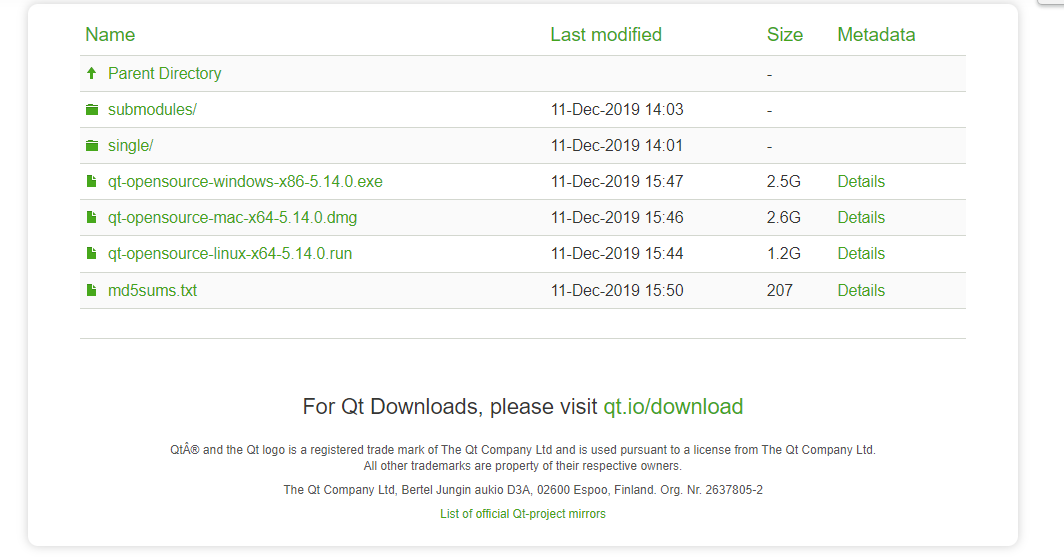 Name Last modified Size Metadata
Parent Directory -
submodules/ 11-Dec-2019 14:03 -
single/ 11-Dec-2019 14:01 -
qt-opensource-windows-x86-5.14.0.exe 11-Dec-2019 15:47 2.5G Details
qt-opensource-mac-x64-5.14.0.dmg 11-Dec-2019 15:46 2.6G Details
qt-opensource-linux-x64-5.14.0.run 11-Dec-2019 15:44 1.2G Details
md5sums.txt 11-Dec-2019 15:50 207 Details
For Qt Downloads, please visit qt.io/download
QtÂ® and the Qt logo is a registered trade mark of The Qt Company Ltd and is used pursuant to a license from The Qt Company Ltd.
All other trademarks are property of their respective owners.
The Qt Company Ltd, Bertel Jungin aukio D3A, 02600 Espoo, Finland. Org. Nr. 2637805-2
List of official Qt-project mirrors